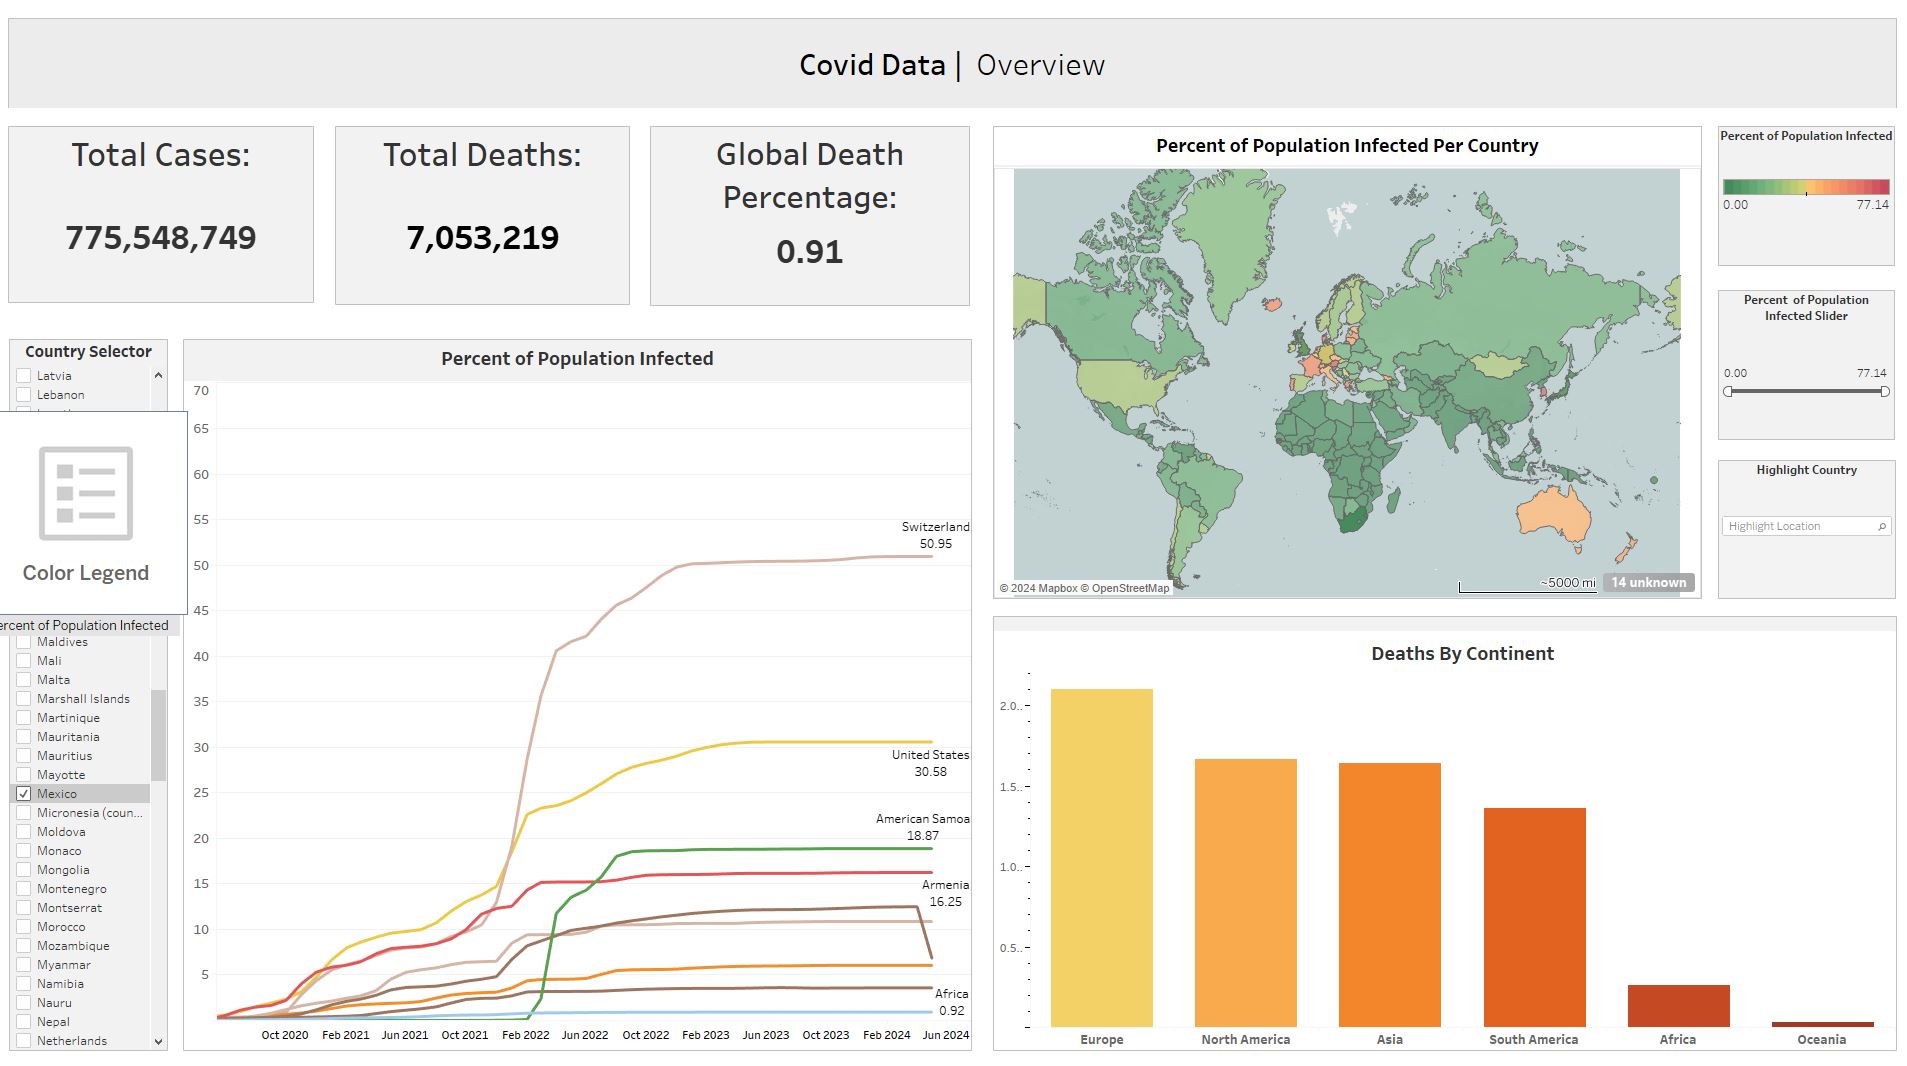 Covid Data | Overview
Total Cases:
775,548,749
Total Deaths:
7,053,219
Global Death
Percentage:
0.91
Percent of Population Infected Per Country
© 2024 Mapbox © OpenStreetMap
~5000 mi
14 unknown
Percent of Population Infected
0.00
77.14
Percent of Population
Infected Slider
0.00
77.14
Highlight Country
Highlight Location
Country Selector
Latvia
Lebanon
Color Legend
ercent of Population Infected
Maldives
Mali
Malta
Marshall Islands
Martinique
Mauritania
Mauritius
Mayotte
Mexico
Micronesia (coun...
Moldova
Monaco
Mongolia
Montenegro
Montserrat
Morocco
Mozambique
Myanmar
Namibia
Nauru
Nepal
Netherlands
Percent of Population Infected
70
65
60
55
50
45
40
35
30
25
20
15
10
5
Switzerland
50.95
United States
30.58
American Samoa
18.87
Armenia
16.25
Africa
0.92
Oct 2020
Feb 2021
Jun 2021
Oct 2021
Feb 2022
Jun 2022
Oct 2022
Feb 2023
Jun 2023
Oct 2023
Feb 2024
Jun 2024
Deaths By Continent
2.0..
1.5..
1.0..
0.5..
Europe
North America
Asia
South America
Africa
Oceania